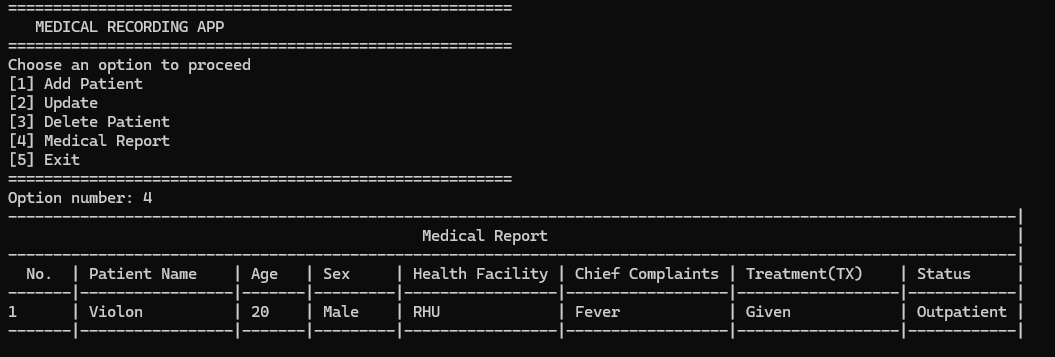 ========================================================
   MEDICAL RECORDING APP
========================================================
Choose an option to proceed
[1] Add Patient
[2] Update
[3] Delete Patient
[4] Medical Report
[5] Exit
========================================================
Option number: 4
----------------------------------------------------------------------------------------------------------------|
                                              Medical Report                                                    |
----------------------------------------------------------------------------------------------------------------|
  No.  | Patient Name    | Age   | Sex     | Health Facility | Chief Complaints | Treatment(TX)    | Status     |
-------|-----------------|-------|---------|-----------------|------------------|------------------|------------|
1      | Violon          | 20    | Male    | RHU             | Fever            | Given            | Outpatient |
-------|-----------------|-------|---------|-----------------|------------------|------------------|------------|